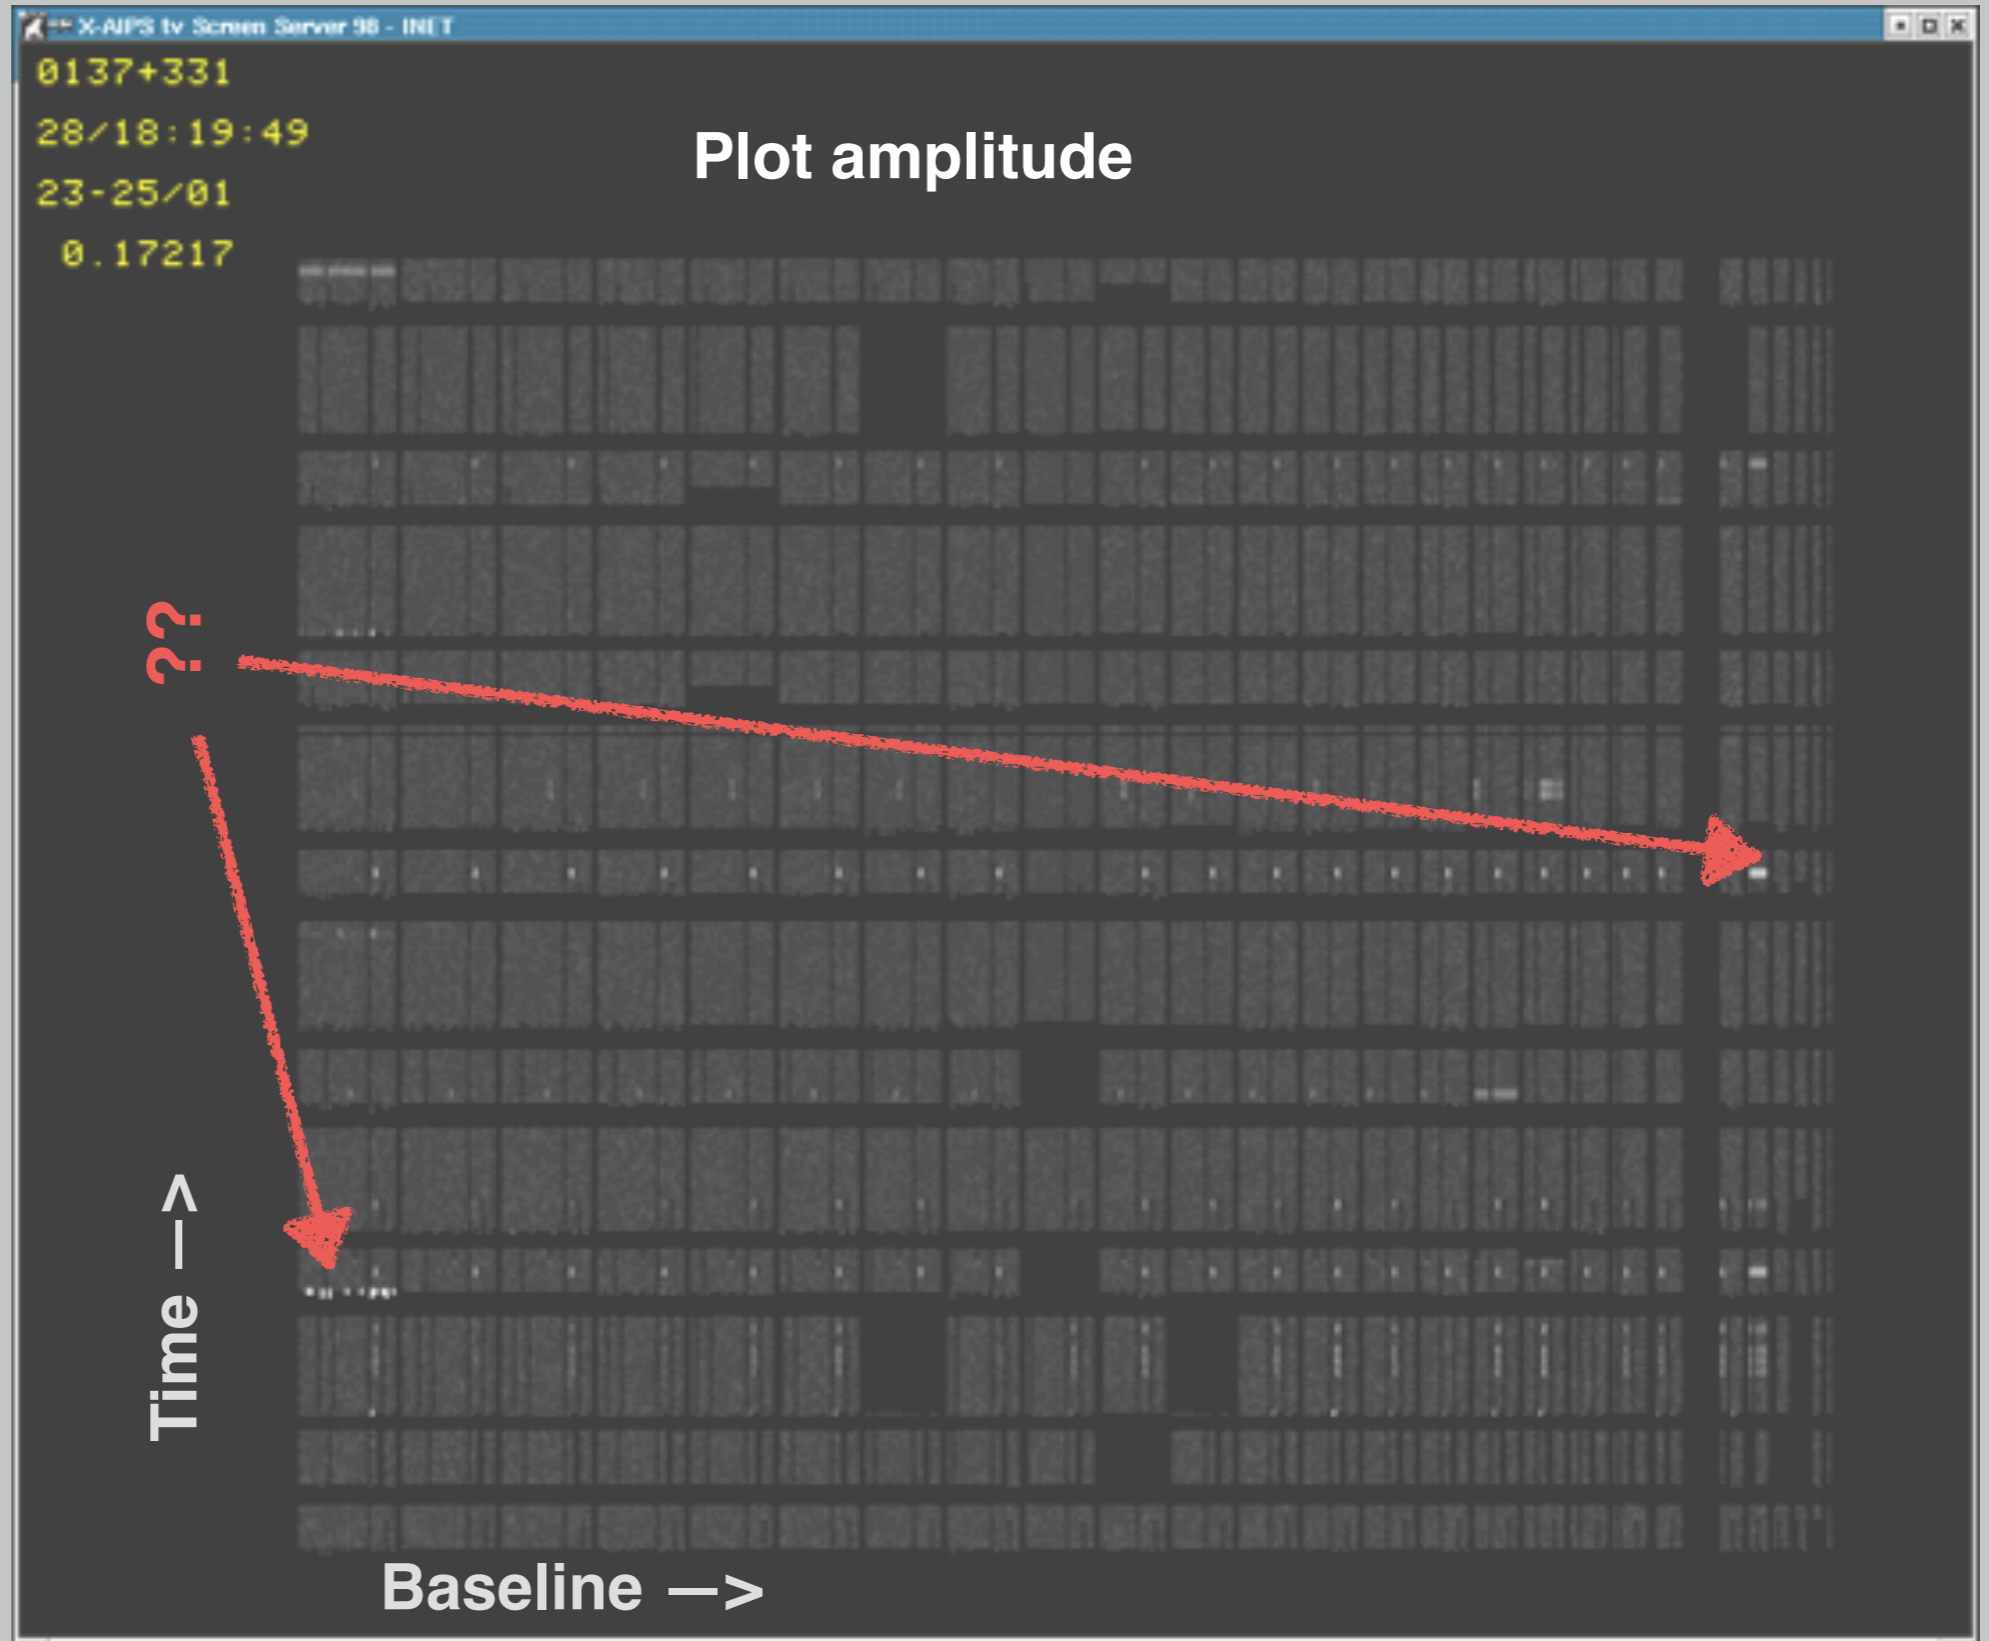 X-AIPS tv Screen Server 98 - INET
0137+331
28/18:19:49
23-25/01
0.17217
Plot amplitude
??
Time —>
Baseline —>